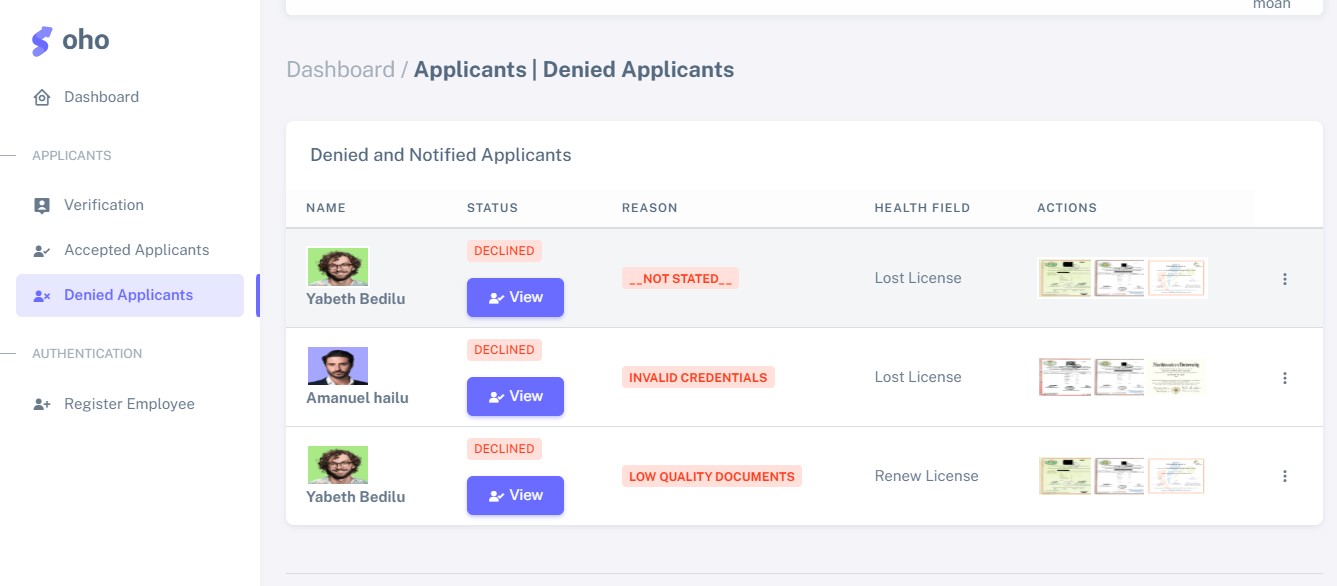 moan
oho
Dashboard
APPLICANTS
Verification
Accepted Applicants
Denied Applicants
AUTHENTICATION
Register Employee
Dashboard / Applicants | Denied Applicants
Denied and Notified Applicants
NAME STATUS REASON HEALTH FIELD ACTIONS
Yabeth Bedilu
DECLINED
View
__NOT STATED__
Lost License
Amanuel hailu
DECLINED
View
INVALID CREDENTIALS
Lost License
Northwestern University
Yabeth Bedilu
DECLINED
View
LOW QUALITY DOCUMENTS
Renew License